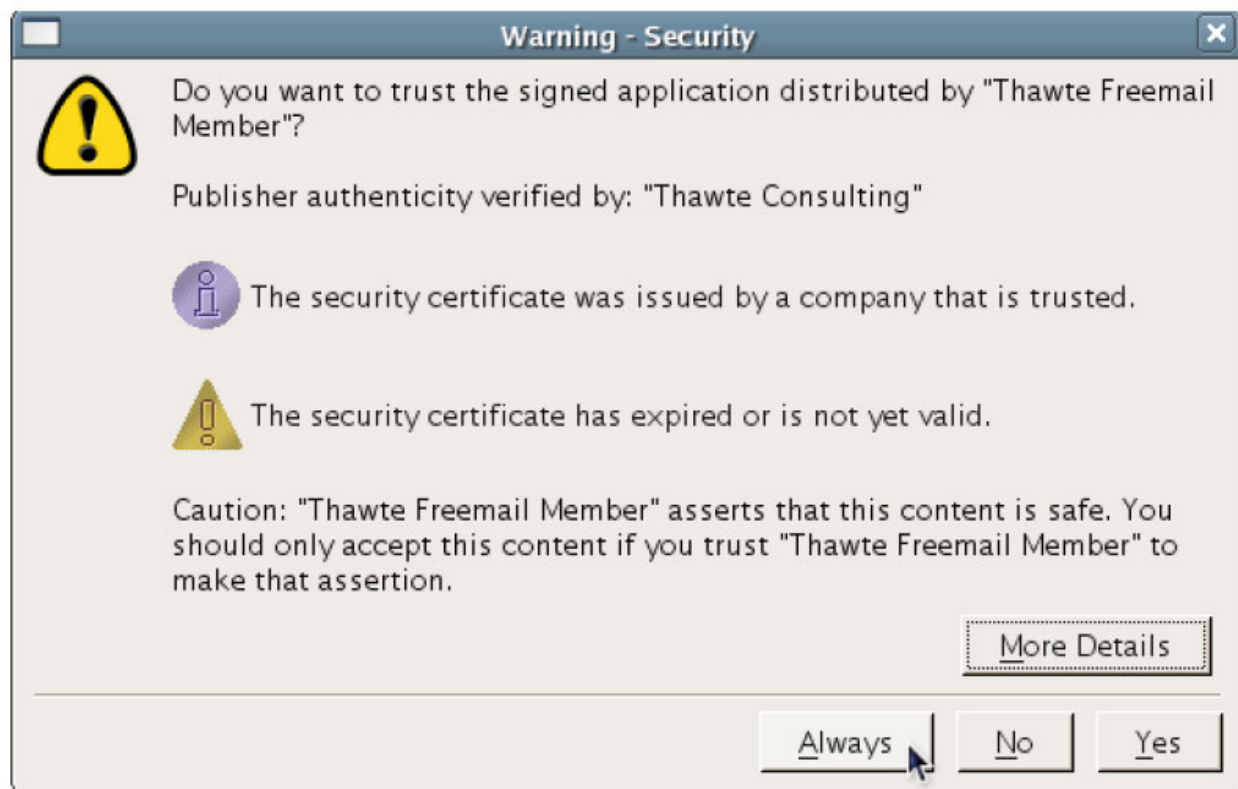 Warning - Security
Do you want to trust the signed application distributed by "Thawte Freemail
Member"?
Publisher authenticity verified by: "Thawte Consulting"
The security certificate was issued by a company that is trusted.
The security certificate has expired or is not yet valid.
Caution: "Thawte Freemail Member" asserts that this content is safe. You
should only accept this content if you trust "Thawte Freemail Member" to
make that assertion.
More Details
Always No Yes